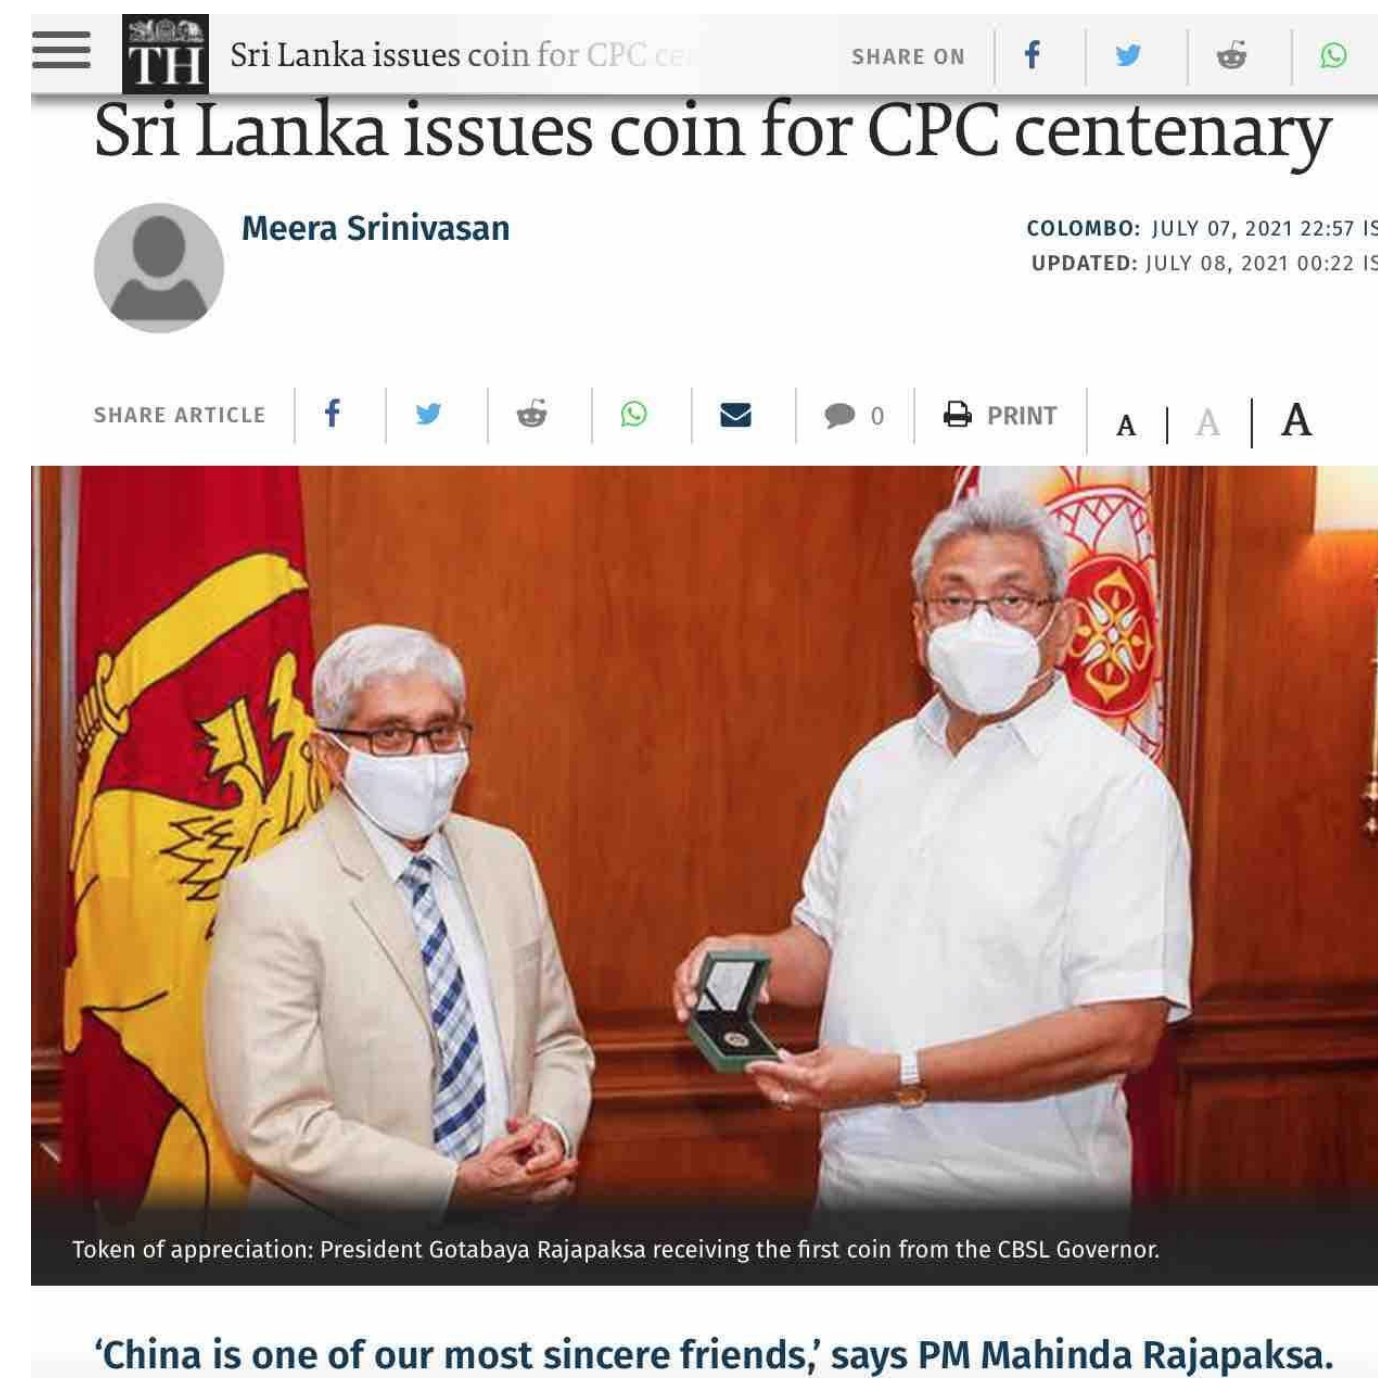 TH Sri Lanka issues coin for CPC cen SHARE ON
Sri Lanka issues coin for CPC centenary
Meera Srinivasan
COLOMBO: JULY 07, 2021 22:57 IS
UPDATED: JULY 08, 2021 00:22 IS
SHARE ARTICLE 0 PRINT A | A | A
Token of appreciation: President Gotabaya Rajapaksa receiving the first coin from the CBSL Governor.
‘China is one of our most sincere friends,’ says PM Mahinda Rajapaksa.